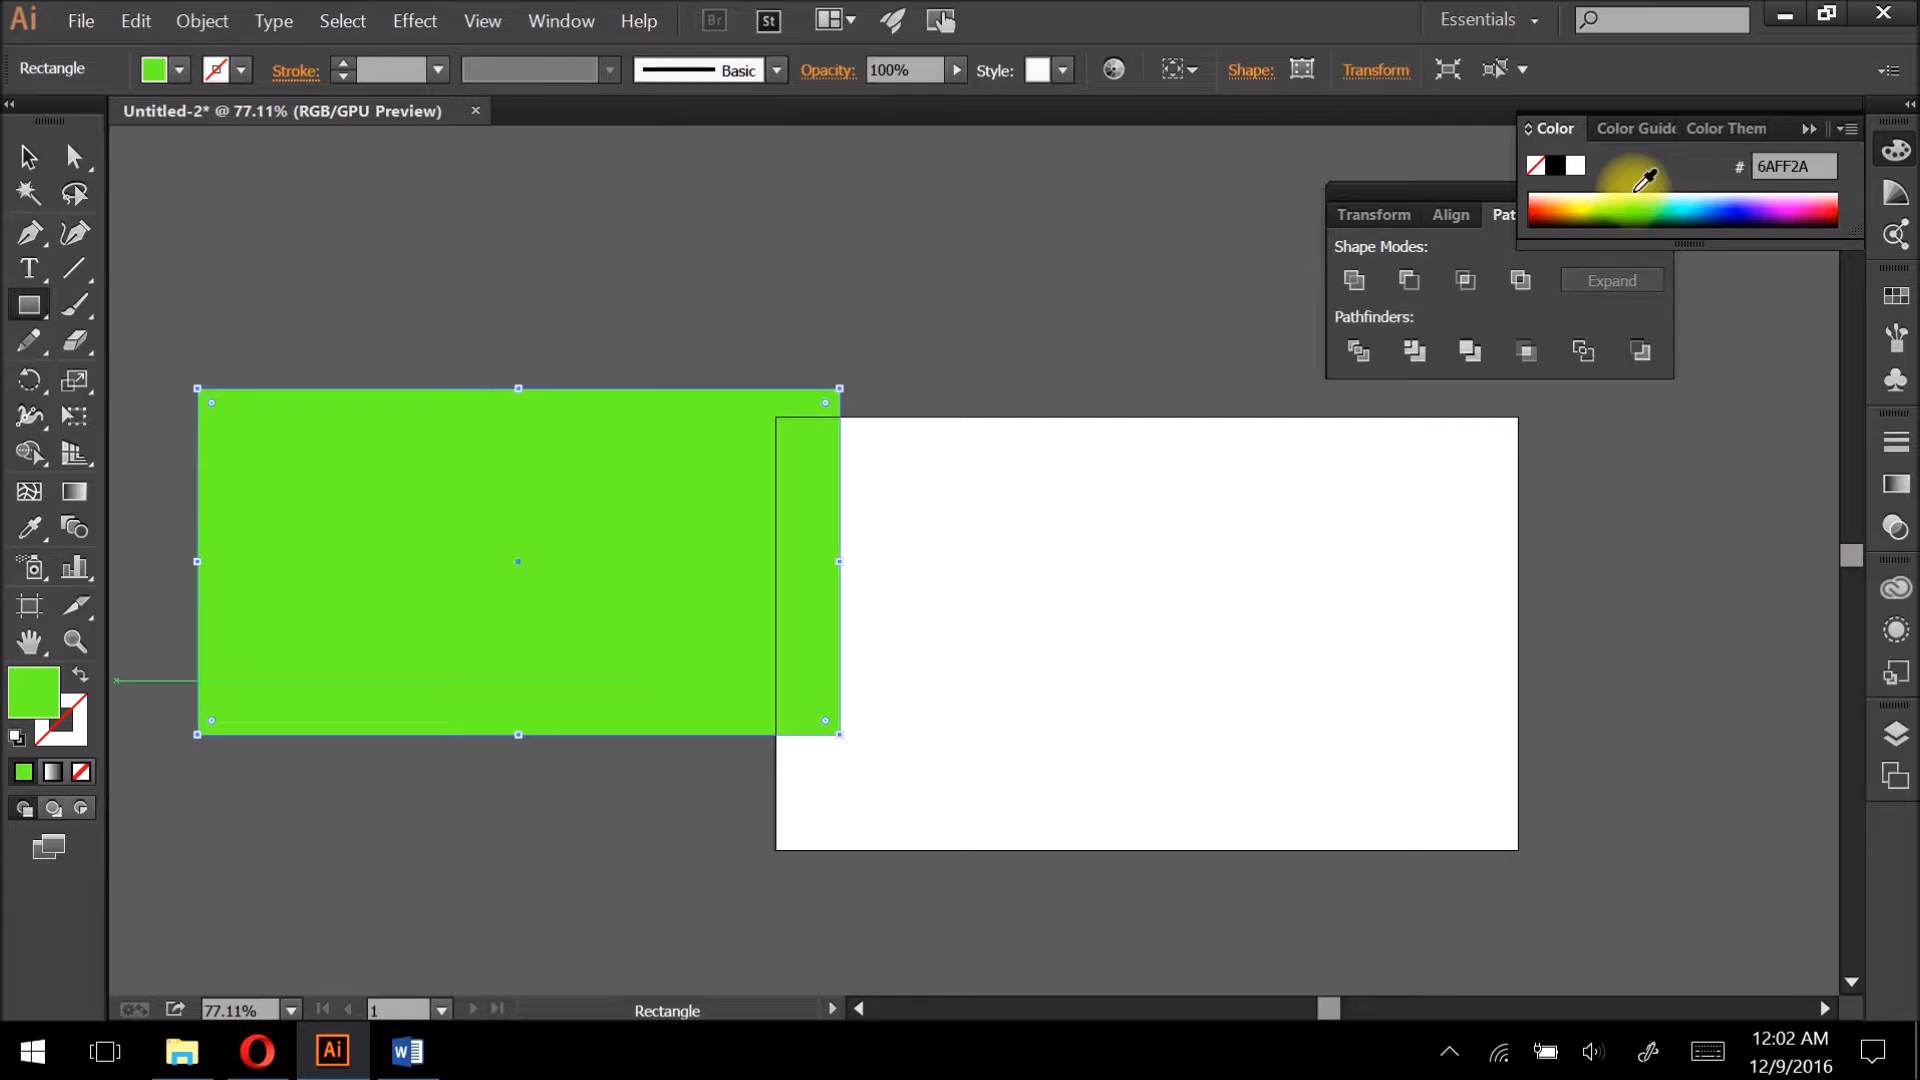 Ai File Edit Object Type Select Effect View Window Help Br St Essentials
Rectangle Stroke: Basic Opacity: 100% Style: Shape: Transform
Untitled-2* @ 77.11% (RGB/GPU Preview) ×
Color Color Guide Color Them
# 6AFF2A
Transform Align Pat
Shape Modes:
Expand
Pathfinders:
77.11% 1 Rectangle
Ai W 12:02 AM
12/9/2016